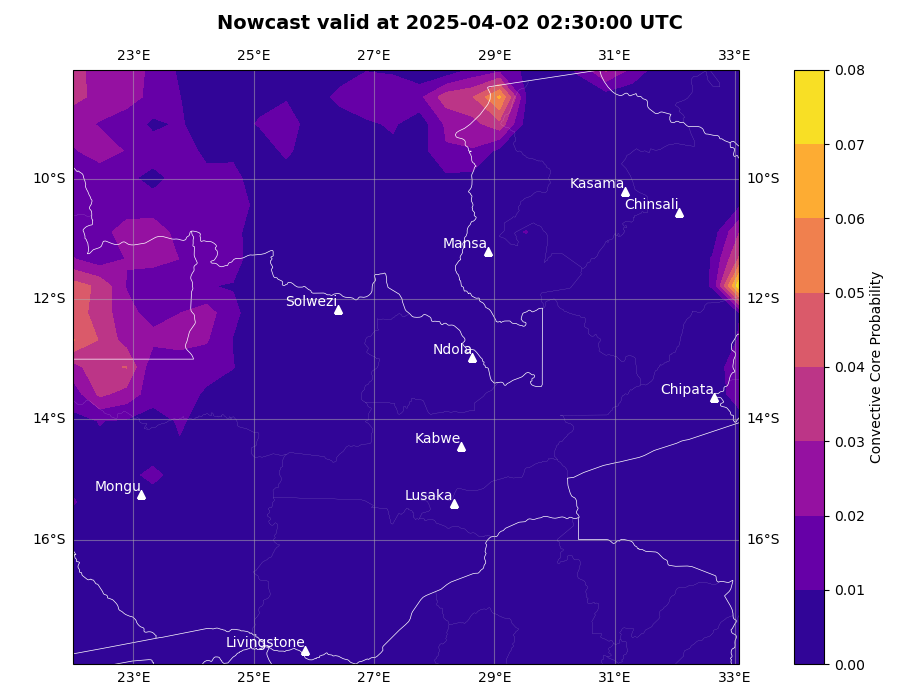 Nowcast valid at 2025-04-02 02:30:00 UTC
23°E 25°E 27°E 29°E 31°E 33°E
0.08
0.07
0.06
0.05
0.04
0.03
0.02
0.01
0.00
Convective Core Probability
10°S 10°S
12°S 12°S
14°S 14°S
16°S 16°S
Kasama
Chinsali
Mansa
Solwezi
Ndola
Chipata
Kabwe
Mongu
Lusaka
Livingstone
23°E 25°E 27°E 29°E 31°E 33°E